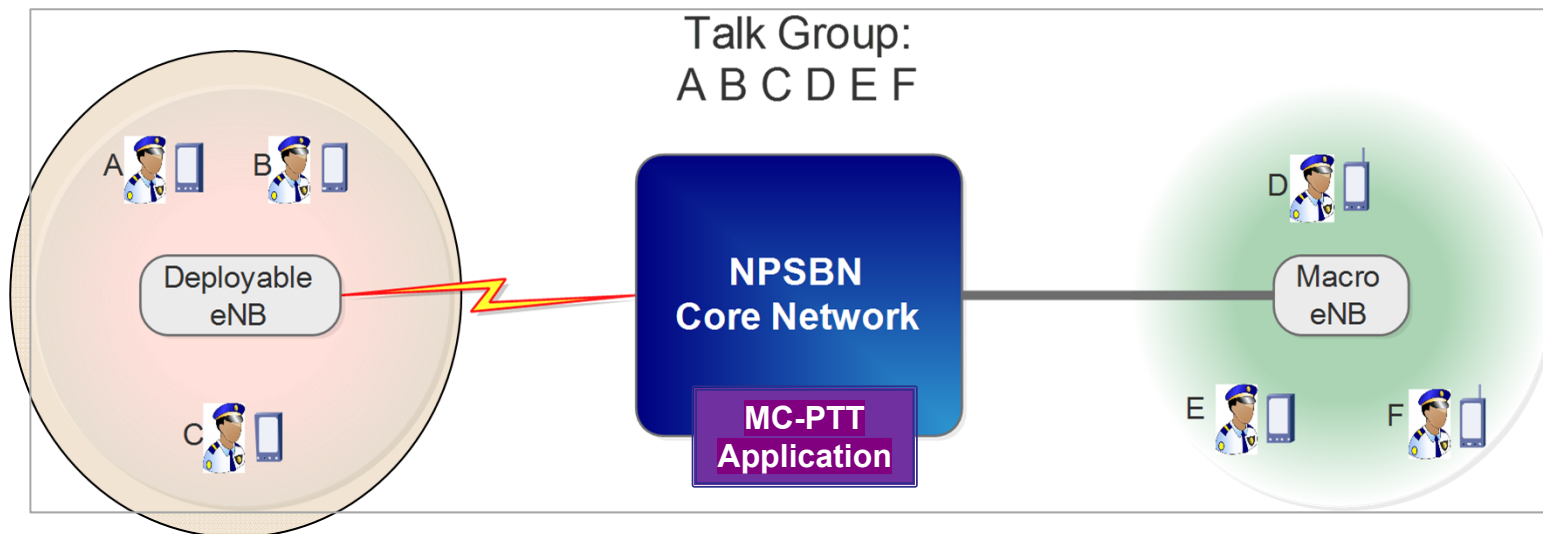 Talk Group:
A B C D E F
A
B
Deployable
eNB
C
NPSBN
Core Network
MC-PTT
Application
D
Macro
eNB
E
F